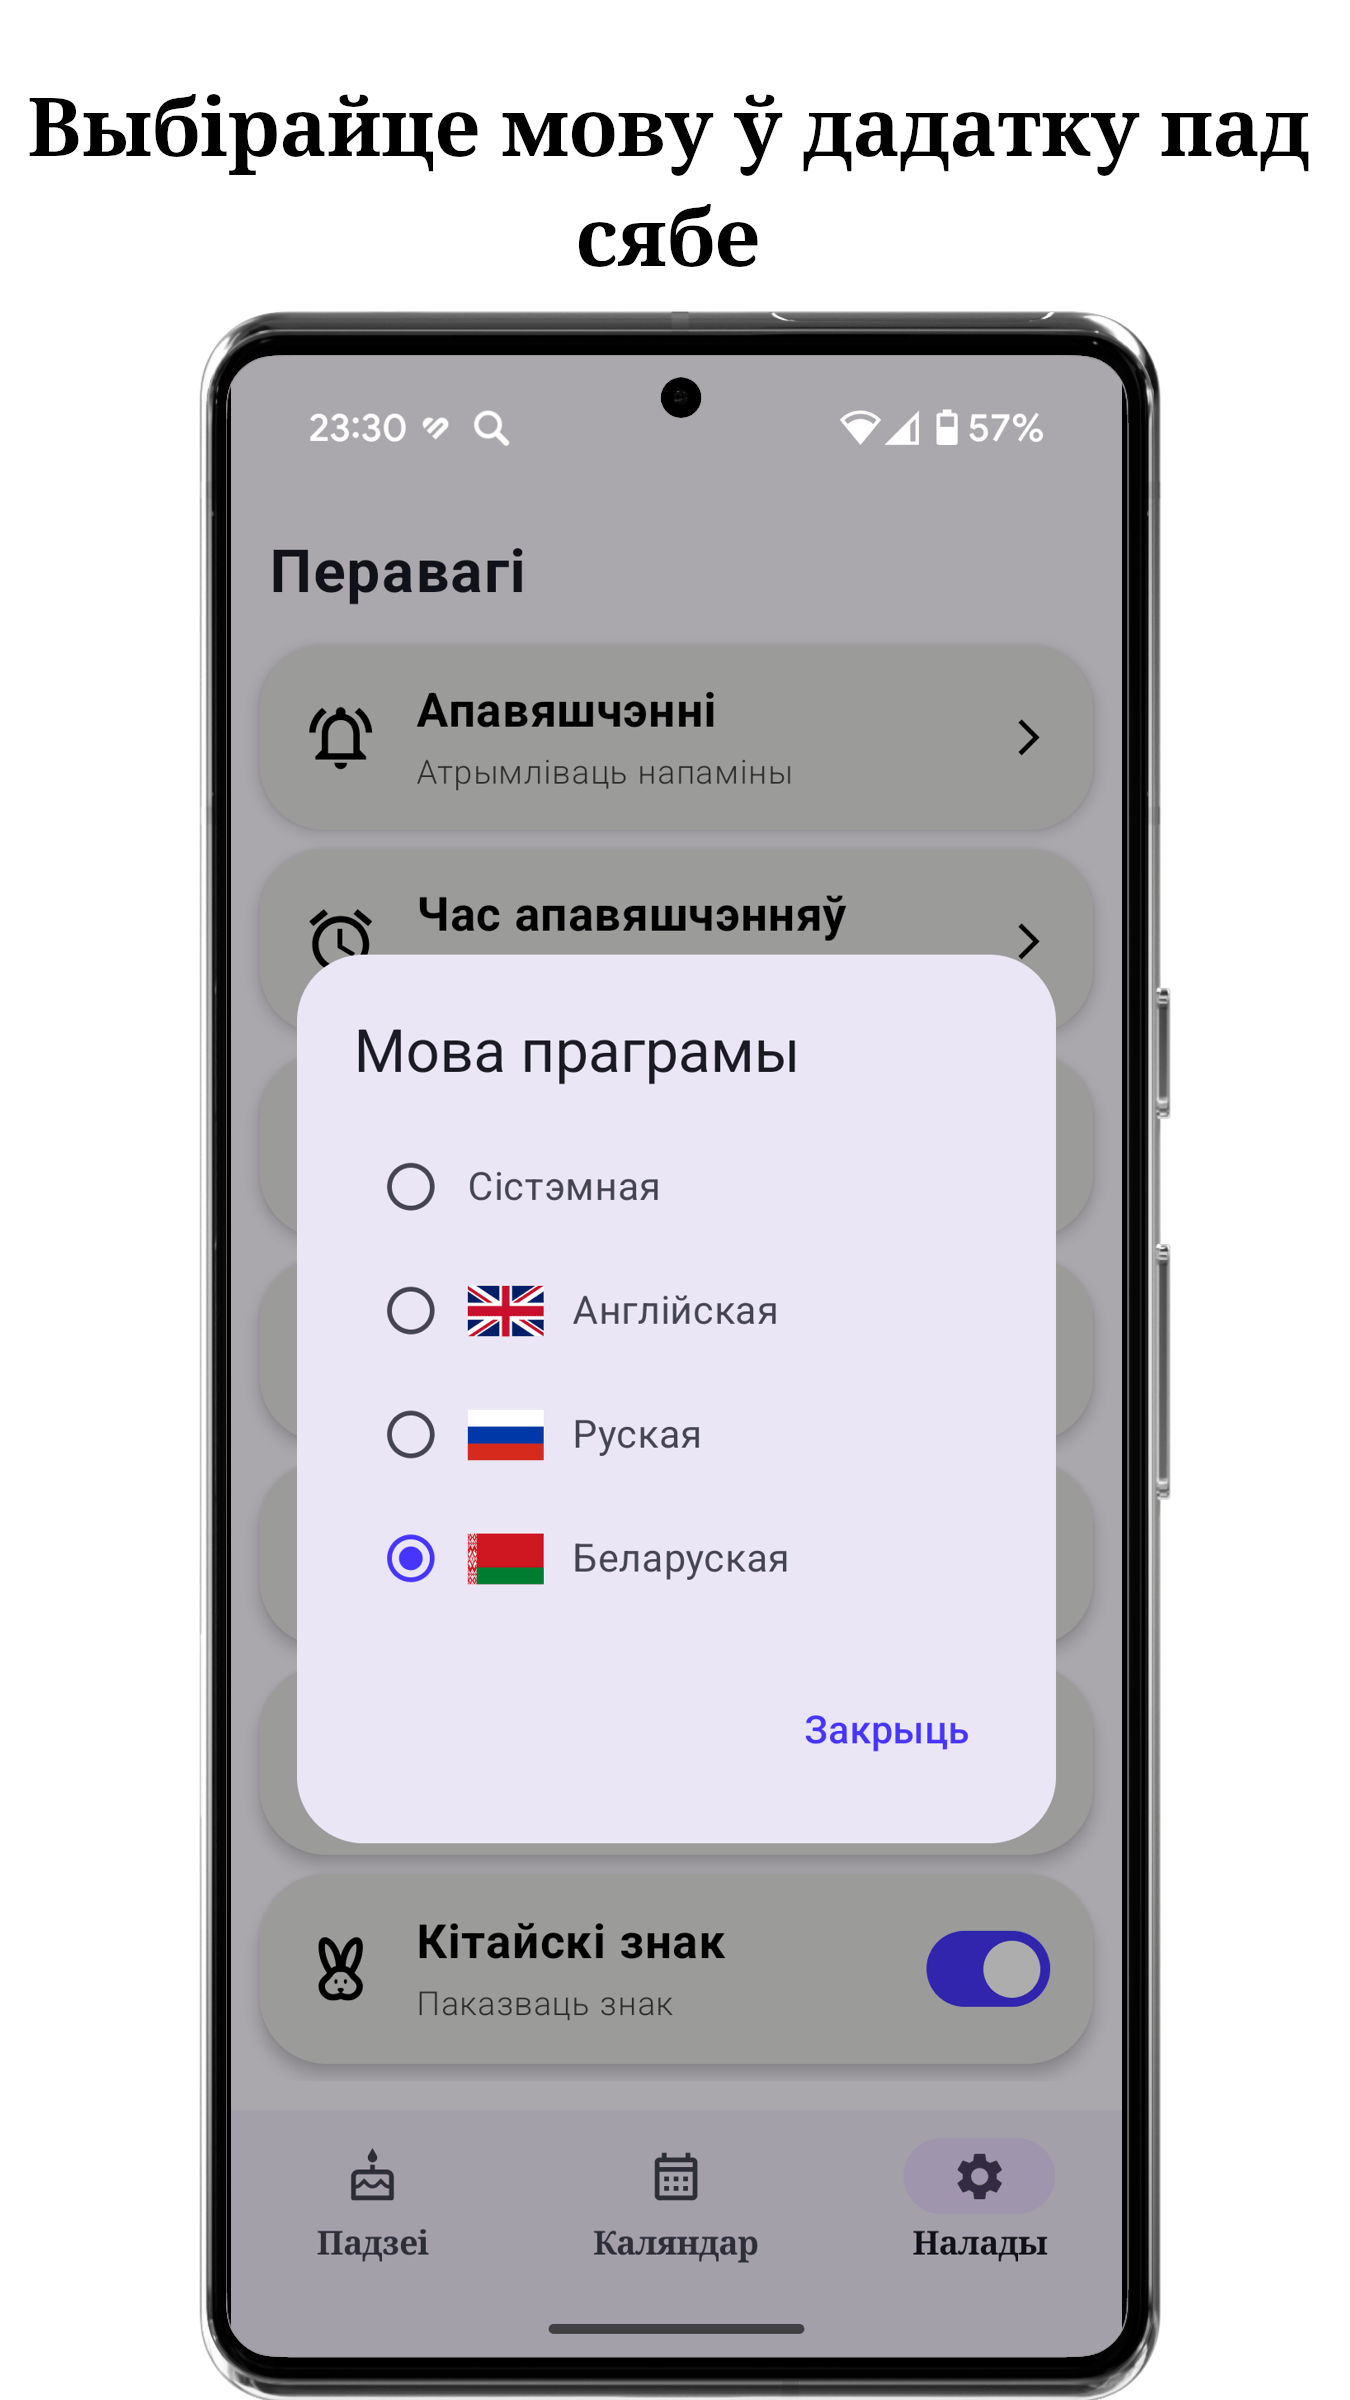 Выбірайце мову ў дадатку пад
сябе
23:30
57%
Перавагі
Апавяшчэнні
Атрымліваць напаміны
Час апавяшчэнняў
Мова праграмы
Сістэмная
Англійская
Руская
Беларуская
Закрыць
Кітайскі знак
Паказваць знак
Падзеі
Каляндар
Налады